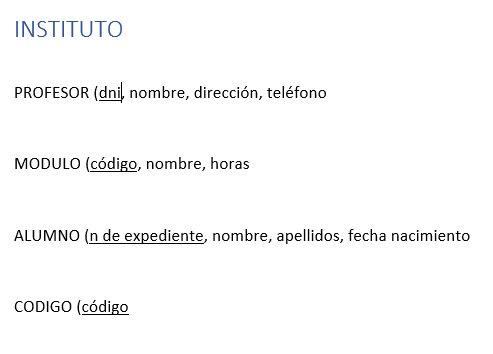 INSTITUTO
PROFESOR (dni, nombre, dirección, teléfono
MODULO (código, nombre, horas
ALUMNO (n de expediente, nombre, apellidos, fecha nacimiento
CODIGO (código